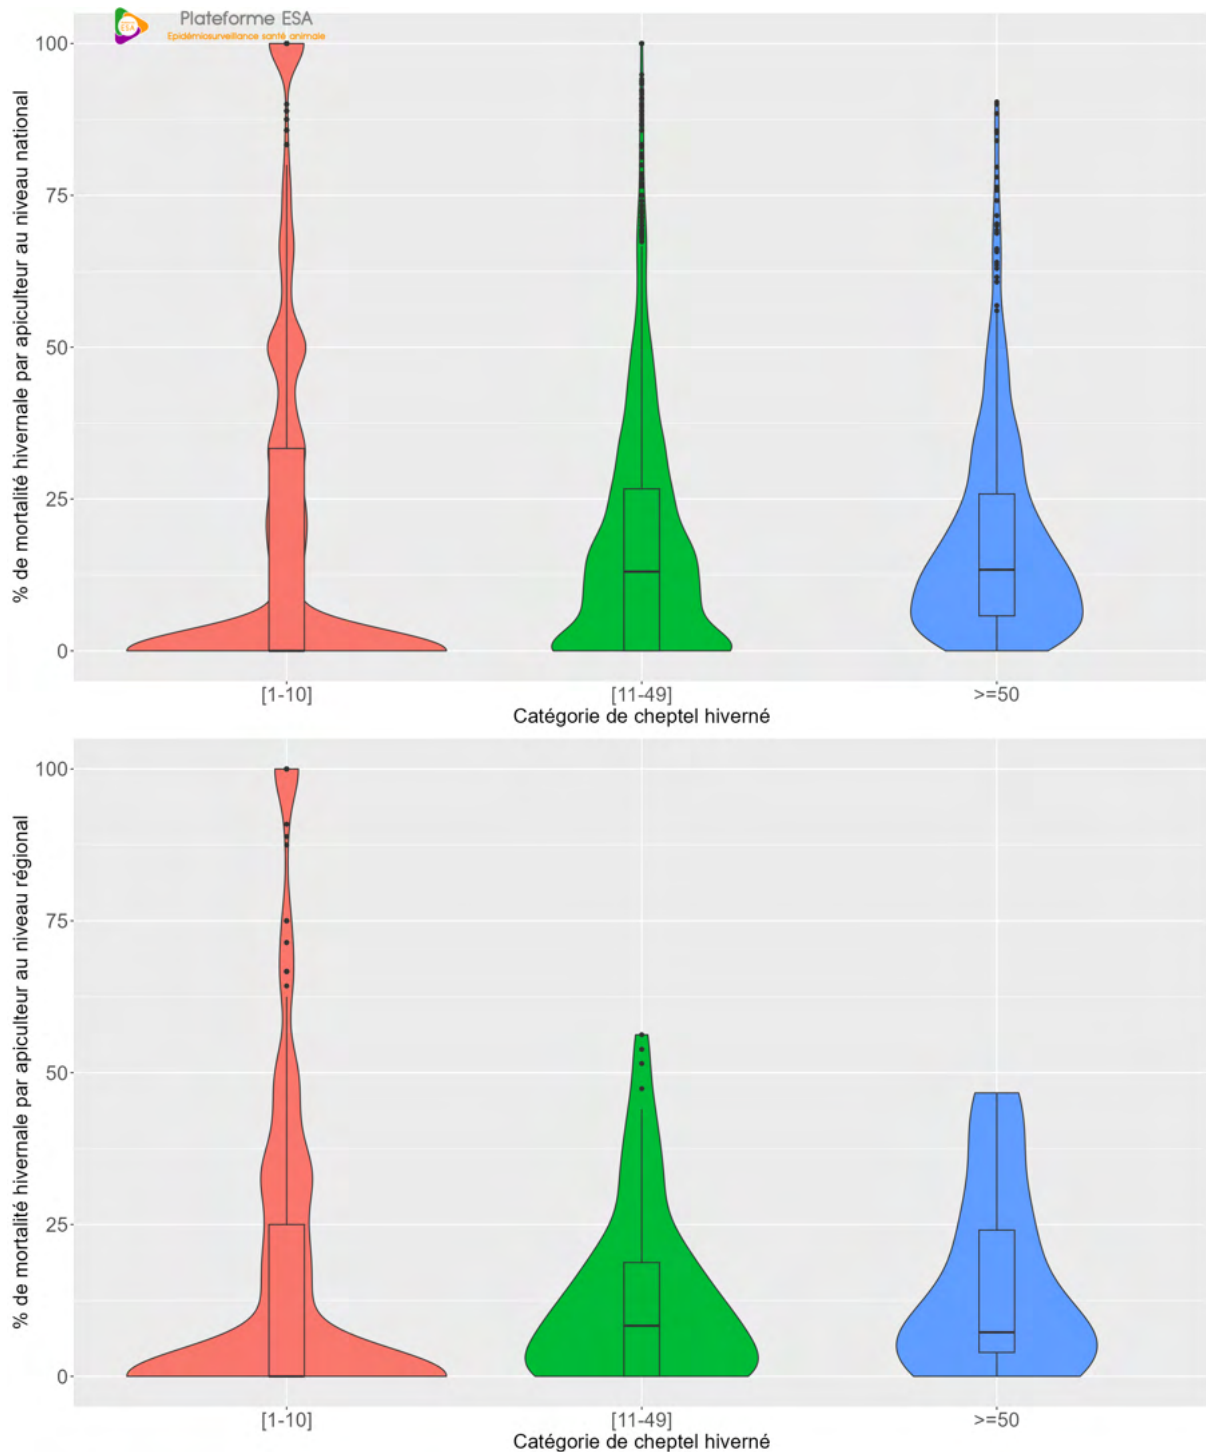 Plateforme ESA
ESA
Epidémiosurveillance santé animale
% de mortalité hivernale par apiculteur au niveau national
100
75
50
25
0
[1-10]
[11-49]
>=50
Catégorie de cheptel hiverné
% de mortalité hivernale par apiculteur au niveau régional
100
75
50
25
0
[1-10]
[11-49]
>=50
Catégorie de cheptel hiverné